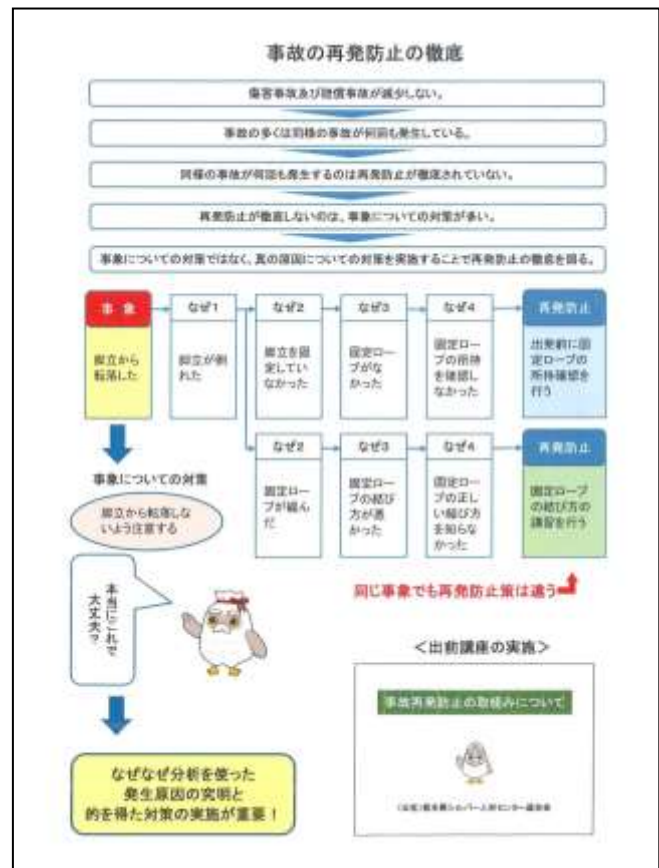 事故の再発防止の徹底
傷害事故及び賠償事故が減少しない。
事故の多くは同様の事故が何回も発生している。
同様の事故が何回も発生するのは再発防止が徹底されていない。
再発防止が徹底しないのは、事象についての対策が多い。
事象についての対策ではなく、真の原因についての対策を実施することで再発防止の徹底を図る。
事象
なぜ1
なぜ2
なぜ3
なぜ4
再発防止
脚立から
転落した
脚立が倒
れた
脚立を固
定してい
なかった
固定ロー
プがな
かった
固定ロー
プの所持
を確認し
なかった
出発前に固
定ロープの
所持確認を
行う
なぜ2
なぜ3
なぜ4
再発防止
固定ロー
プが緩ん
だ
固定ロー
プの結び
方が悪
かった
固定ロー
プの正し
い結び方
を知らな
かった
固定ロープ
の結び方の
講習を行う
事象についての対策
脚立から転落しな
いよう注意する
同じ事象でも再発防止策は違う
本当にこれで
大丈夫?
<出前講座の実施>
事故再発防止の取組みについて
なぜなぜ分析を使った
発生原因の究明と
的を得た対策の実施が重要!